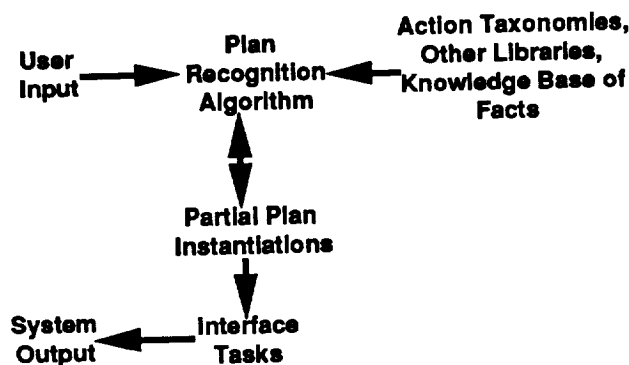 User
Input
Plan
Recognition
Algorithm
Action Taxonomies,
Other Libraries,
Knowledge Base of
Facts
Partial Plan
Instantiations
System
Output
Interface
Tasks